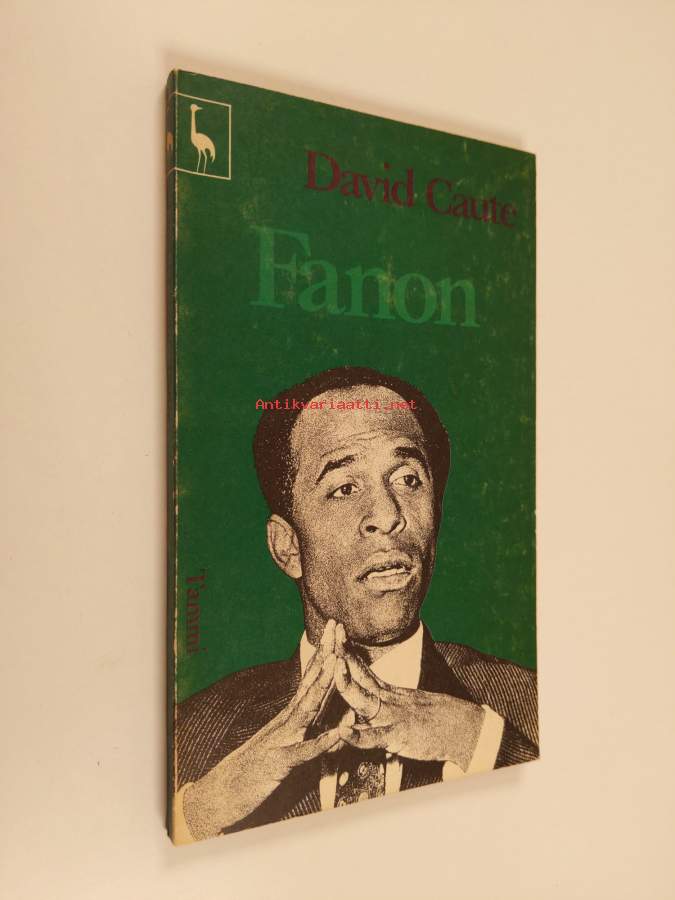 David Caute
Fanon
Antikvariaatti.net
Tammi